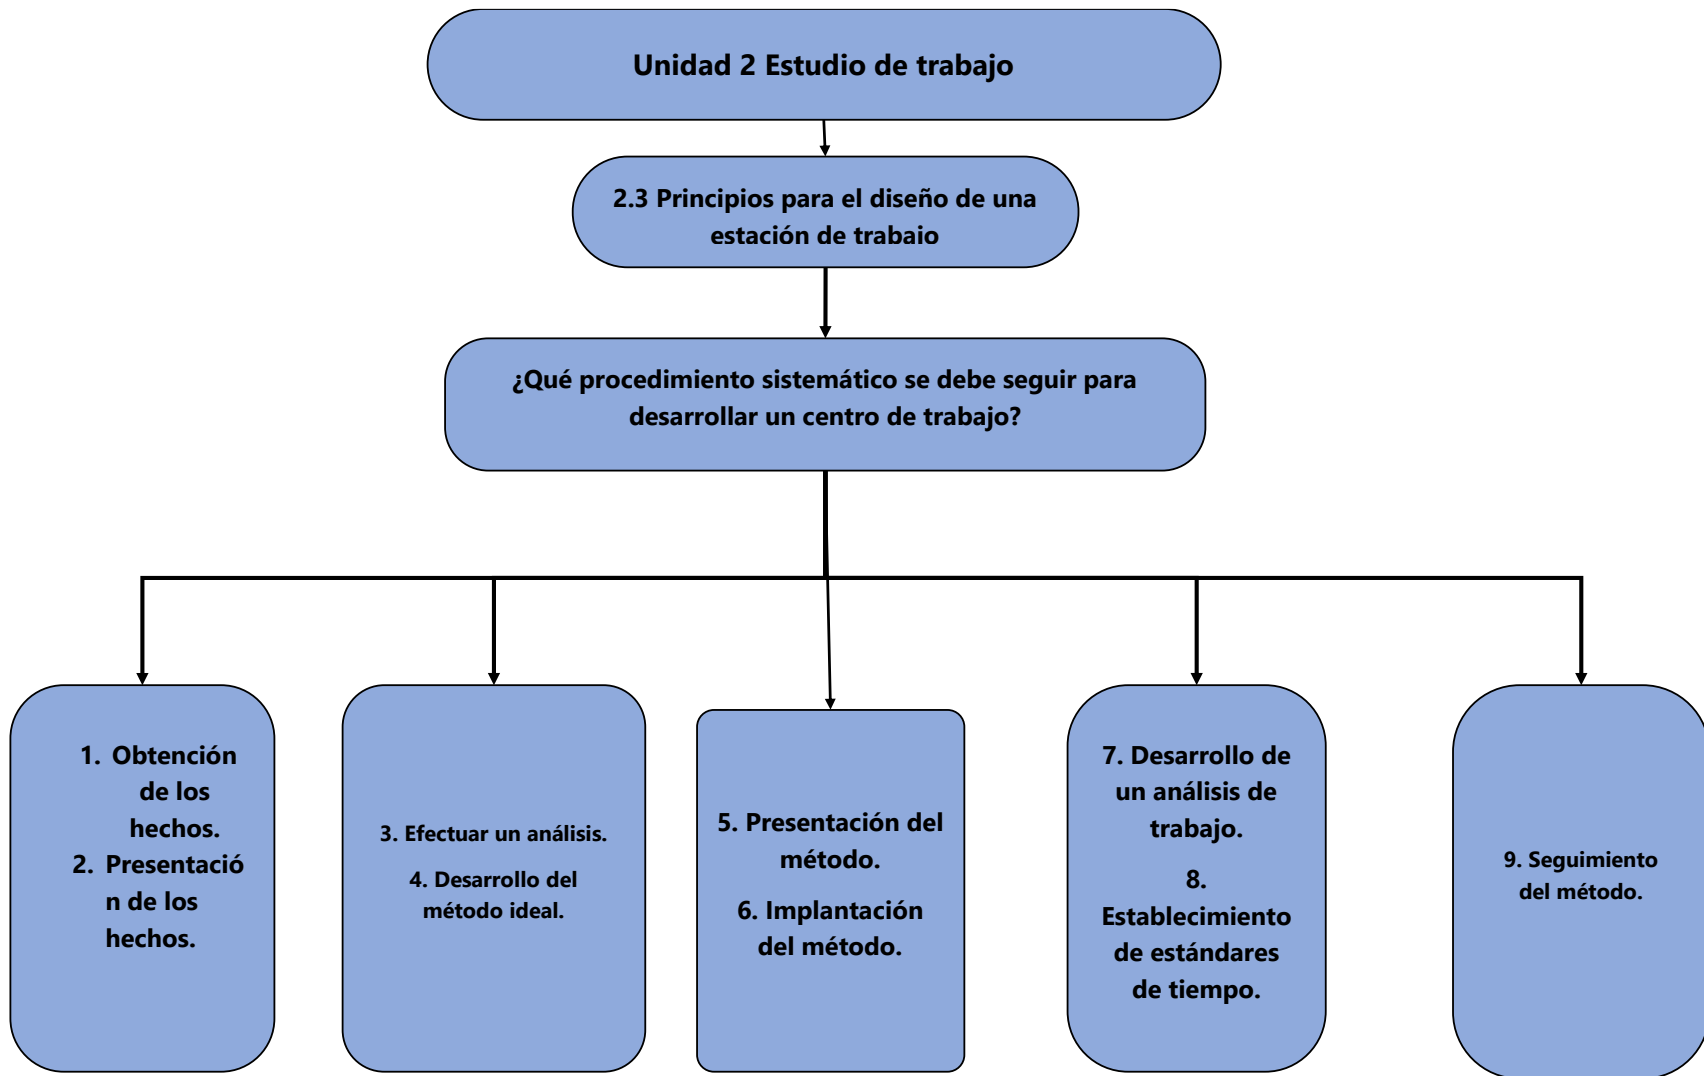 Unidad 2 Estudio de trabajo
2.3 Principios para el diseño de una
estación de trabajo
¿Qué procedimiento sistemático se debe seguir para
desarrollar un centro de trabajo?
1. Obtención
de los
hechos.
2. Presentació
n de los
hechos.
3. Efectuar un análisis.
4. Desarrollo del
método ideal.
5. Presentación del
método.
6. Implantación
del método.
7. Desarrollo de
un análisis de
trabajo.
8.
Establecimiento
de estándares
de tiempo.
9. Seguimiento
del método.